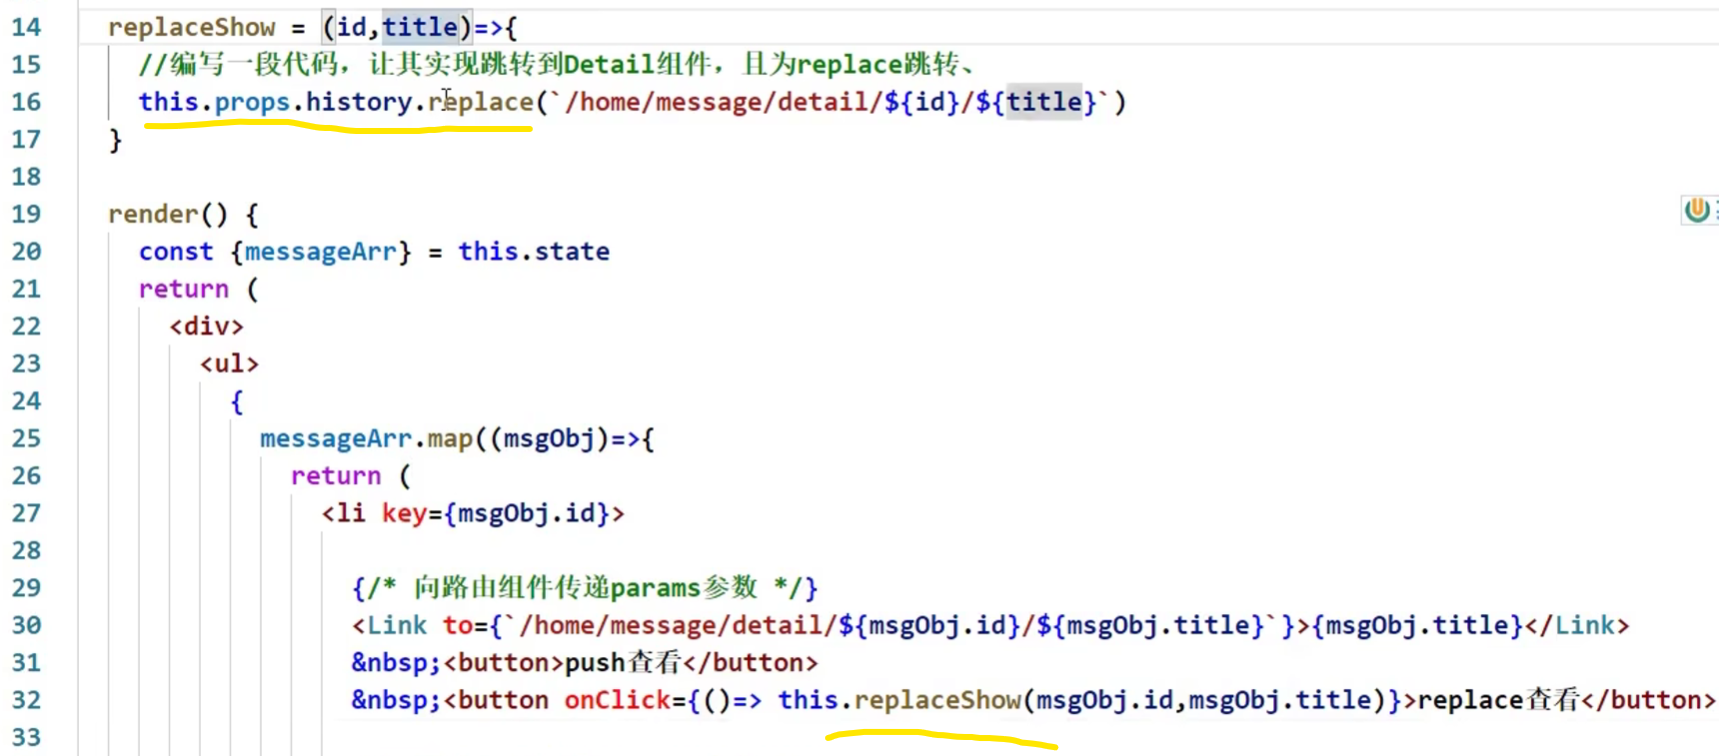 14 replaceShow = (id,title)=>{
15 //编写一段代码，让其实现跳转到Detail组件，且为replace跳转、
16 this.props.history.replace(`/home/message/detail/${id}/${title}`)
17 }
18
19 render() {
20 const {messageArr} = this.state
21 return (
22 <div>
23 <ul>
24 {
25 messageArr.map((msgObj)=>{
26 return (
27 <li key={msgObj.id}>
28
29 {/* 向路由组件传递params参数 */}
30 <Link to={`/home/message/detail/${msgObj.id}/${msgObj.title}`}>{msgObj.title}</Link>
31 &nbsp;<button>push查看</button>
32 &nbsp;<button onClick={()=> this.replaceShow(msgObj.id,msgObj.title)}>replace查看</button>
33